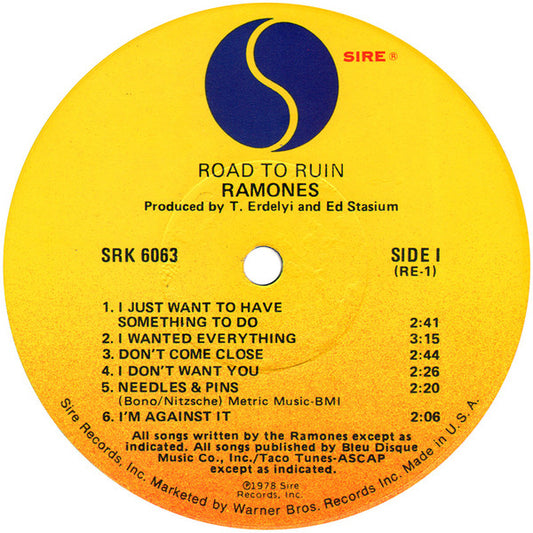 SIRE ®
ROAD TO RUIN
RAMONES
Produced by T. Erdelyi and Ed Stasium
SRK 6063
SIDE I
(RE-1)
1. I JUST WANT TO HAVE
SOMETHING TO DO 2:41
2. I WANTED EVERYTHING 3:15
3. DON'T COME CLOSE 2:44
4. I DON'T WANT YOU 2:26
5. NEEDLES & PINS 2:20
(Bono/Nitzsche) Metric Music-BMI
6. I'M AGAINST IT 2:06
All songs written by the Ramones except as
indicated. All songs published by Bleu Disque
Music Co., Inc./Taco Tunes-ASCAP
except as indicated.
℗1978 Sire
Records, Inc.
Sire Records, Inc. Marketed by Warner Bros. Records Inc. Made in U.S.A.